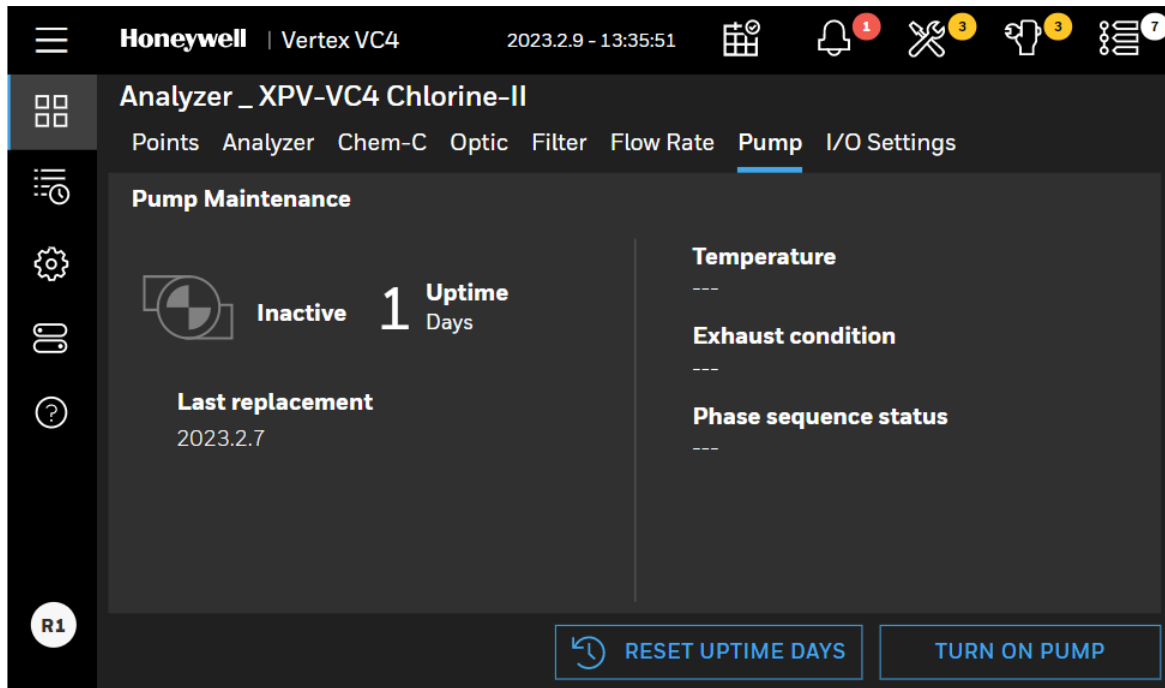 Honeywell | Vertex VC4 2023.2.9 - 13:35:51 1 3 3 7
Analyzer _ XPV-VC4 Chlorine-II
Points Analyzer Chem-C Optic Filter Flow Rate Pump I/O Settings
Pump Maintenance
Inactive 1 Uptime
Days
Last replacement
2023.2.7
Temperature
---
Exhaust condition
---
Phase sequence status
---
R1
RESET UPTIME DAYS TURN ON PUMP